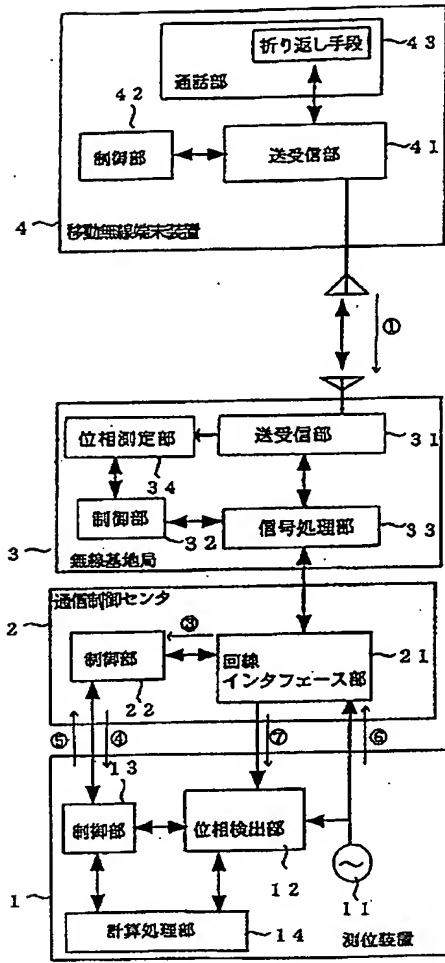 折り返し手段
43
通話部
42
制御部
送受信部
41
4
移動無線端末装置
①
位相測定部
送受信部
31
34
制御部
32
信号処理部
33
3
無線基地局
通信制御センタ
2
③
制御部
22
回線
インタフェース部
21
⑤
④
⑦
⑥
13
制御部
位相検出部
12
11
1
計算処理部
14
測位装置